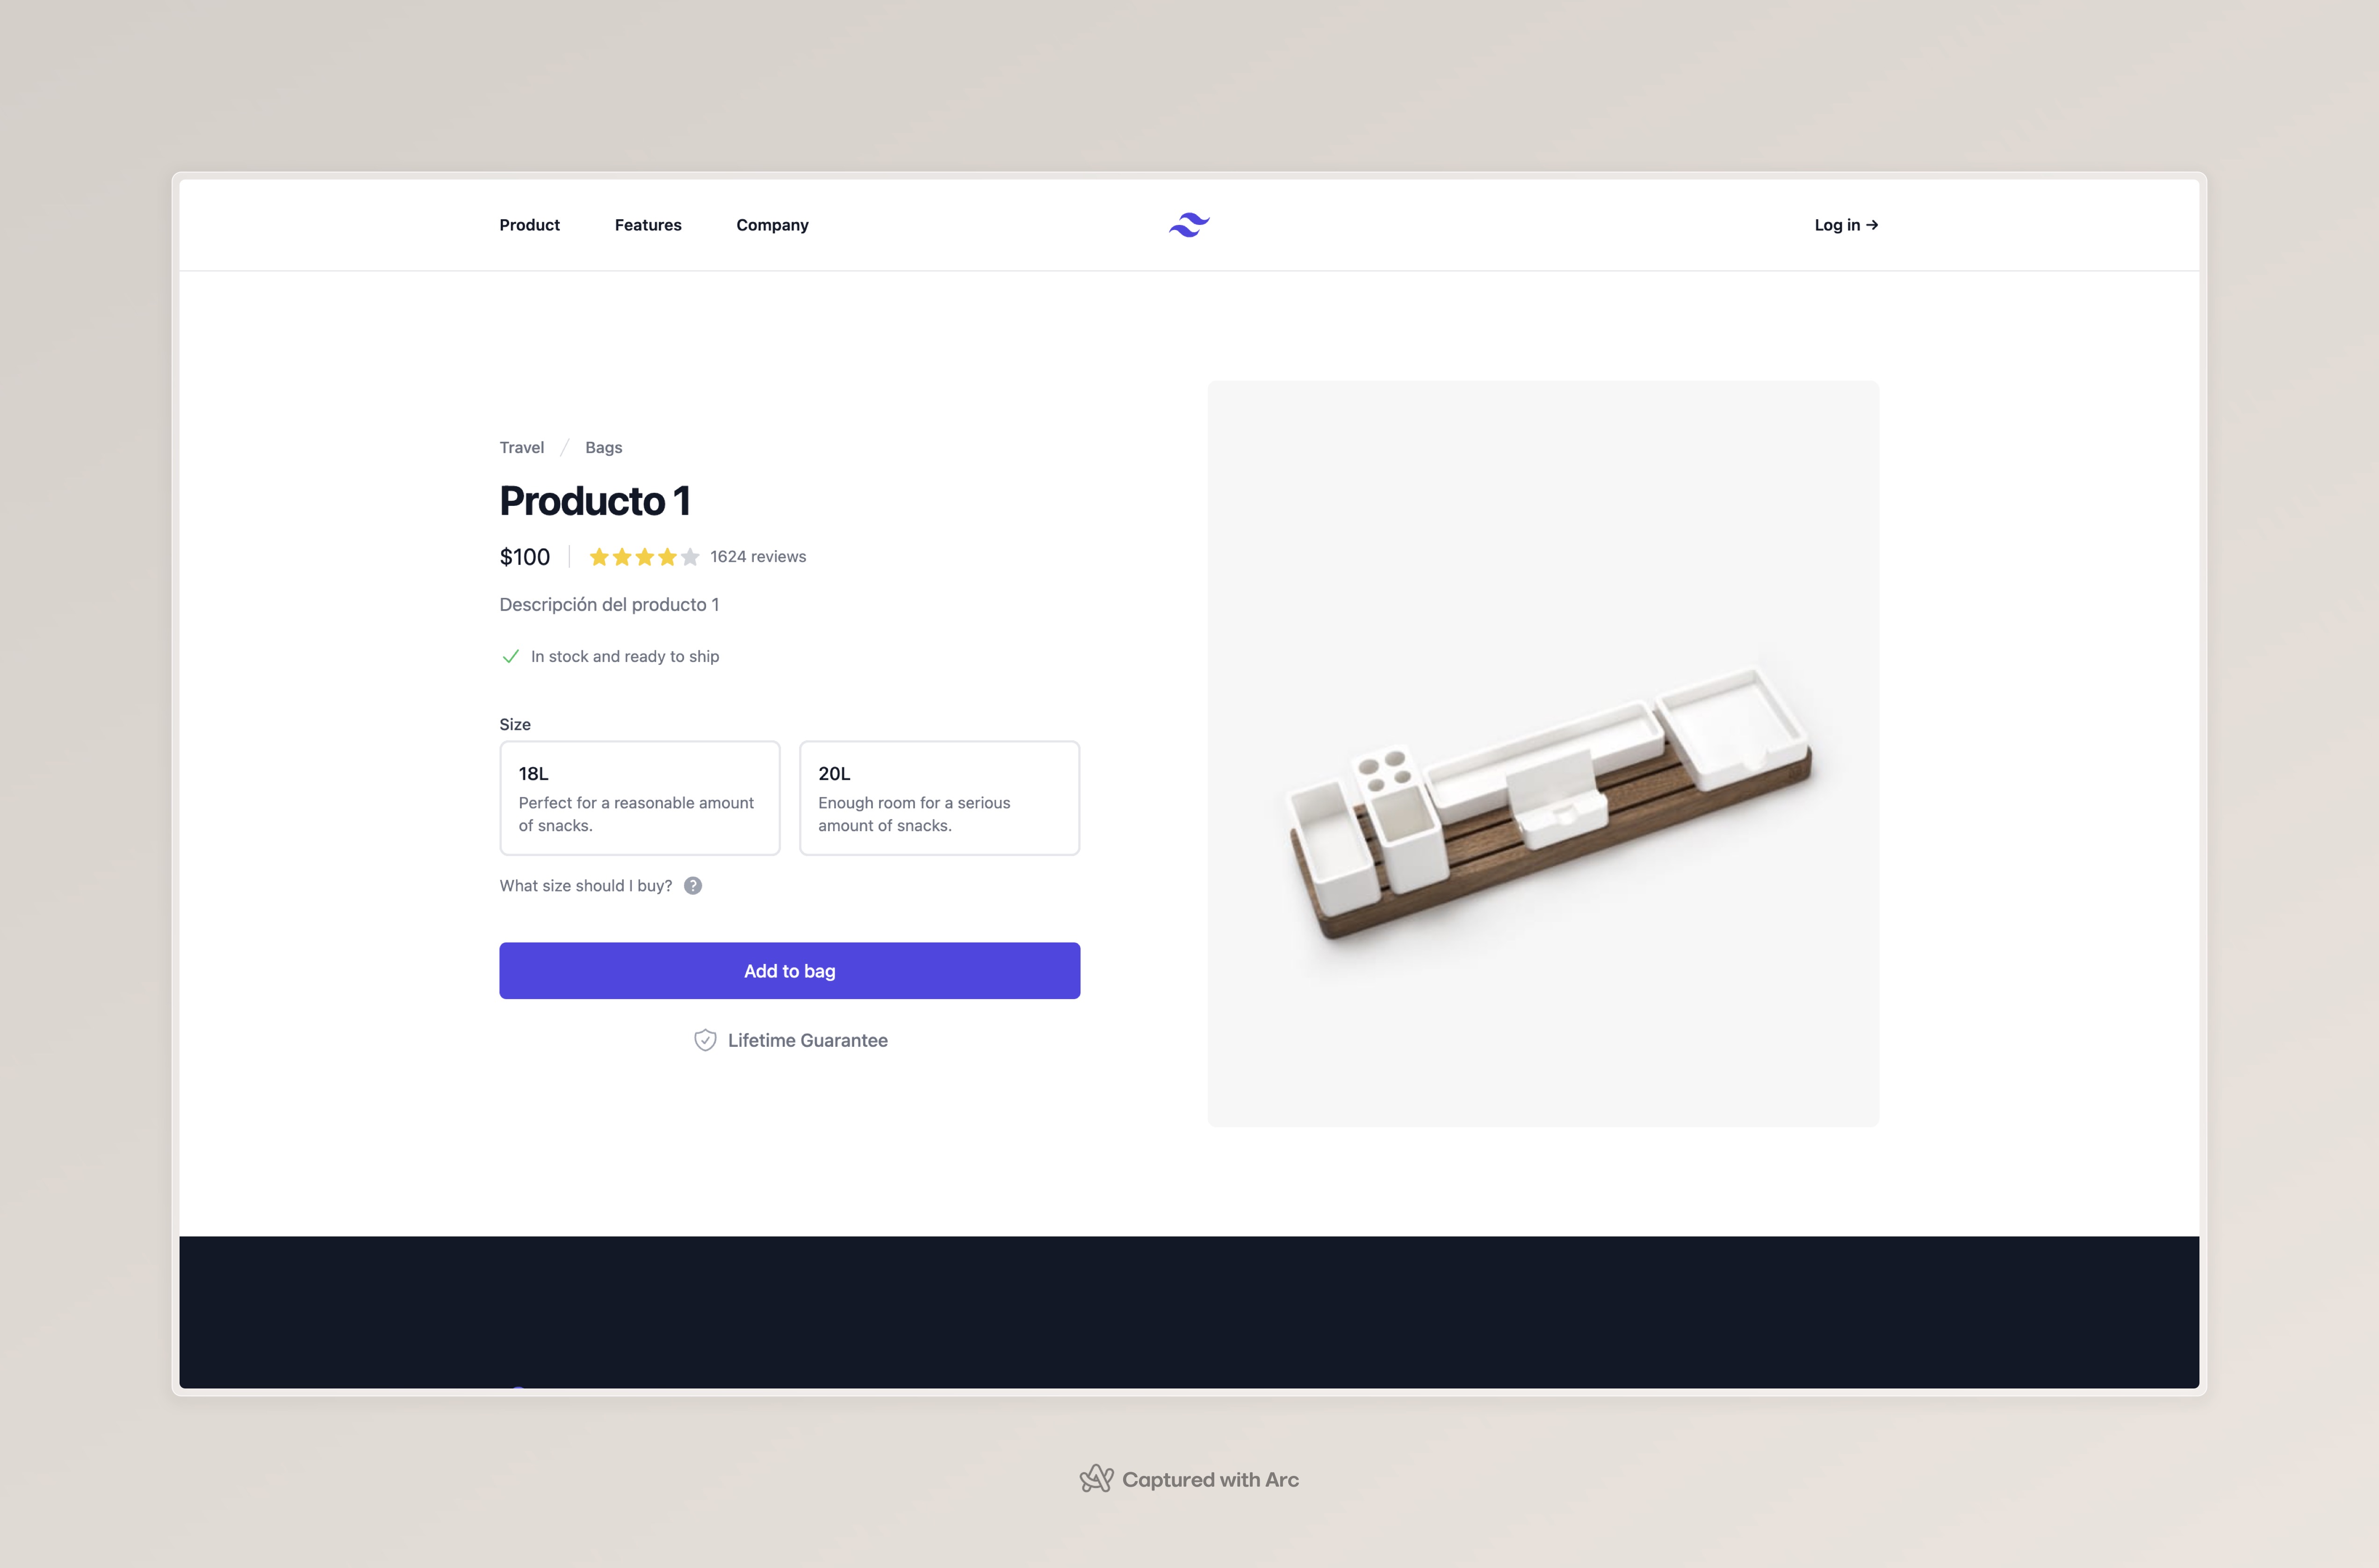 Product
Features
Company
Log in →
Travel / Bags
Producto 1
$100
1624 reviews
Descripción del producto 1
In stock and ready to ship
Size
18L
Perfect for a reasonable amount
of snacks.
20L
Enough room for a serious
amount of snacks.
What size should I buy? ?
Add to bag
Lifetime Guarantee
Captured with Arc